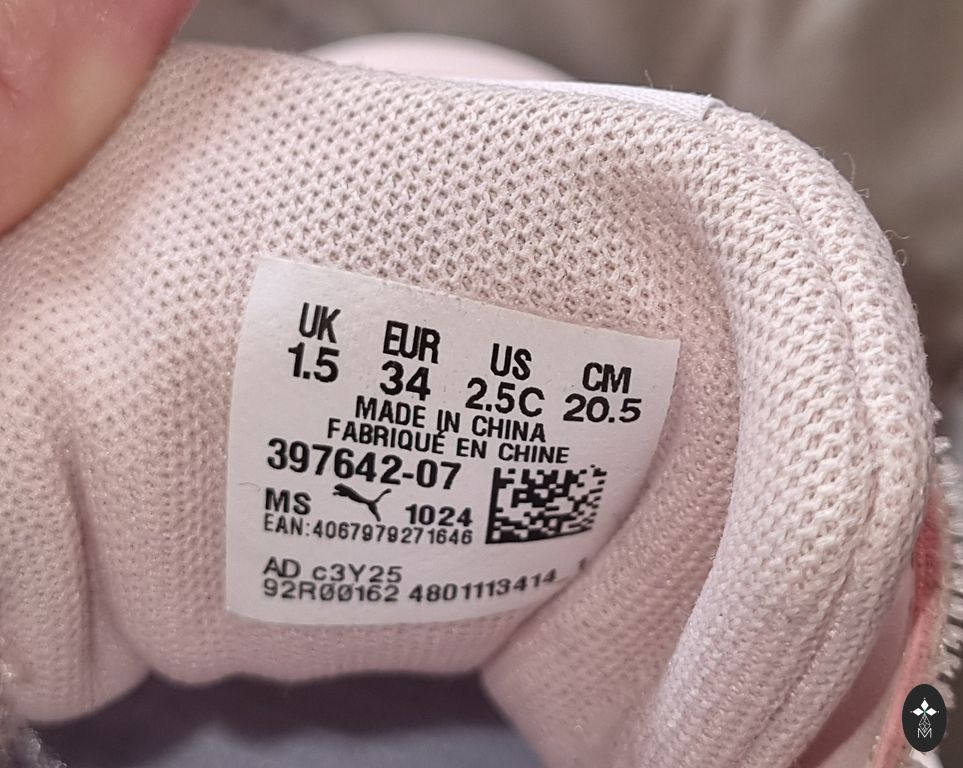 UK EUR US CM
1.5 34 2.5C 20.5
MADE IN CHINA
FABRIQUÉ EN CHINE
397642-07
MS 1024
EAN:4067979271646
AD c3Y25
92R00162 4801113414